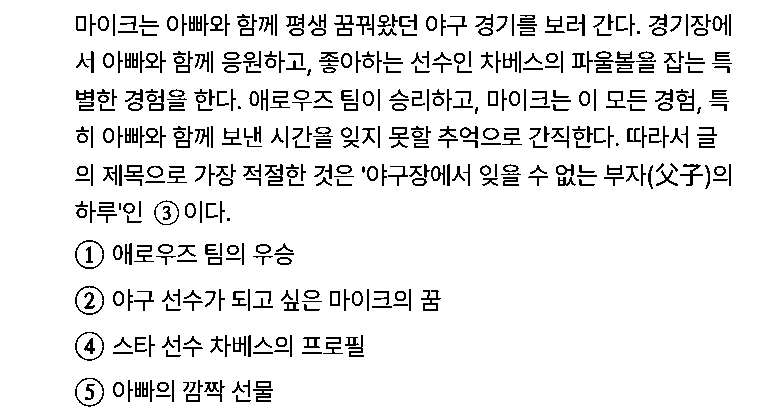 마이크는 아빠와 함께 평생 꿈꿔왔던 야구 경기를 보러 간다. 경기장에
서 아빠와 함께 응원하고, 좋아하는 선수인 차베스의 파울볼을 잡는 특
별한 경험을 한다. 애로우즈 팀이 승리하고, 마이크는 이 모든 경험, 특
히 아빠와 함께 보낸 시간을 잊지 못할 추억으로 간직한다. 따라서 글
의 제목으로 가장 적절한 것은 '야구장에서 잊을 수 없는 부자(父子)의
하루'인 ③이다.
① 애로우즈 팀의 우승
② 야구 선수가 되고 싶은 마이크의 꿈
④ 스타 선수 차베스의 프로필
⑤ 아빠의 깜짝 선물